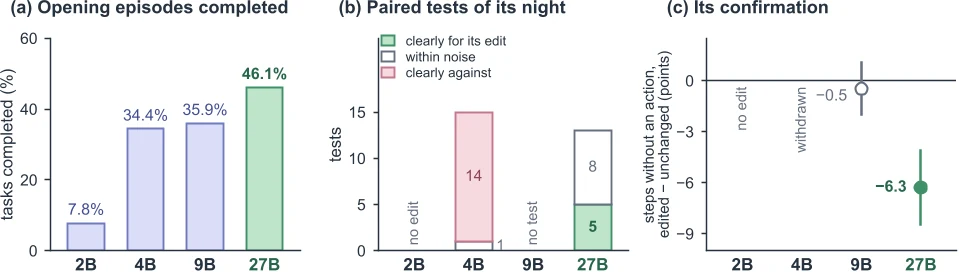 (a) Opening episodes completed
tasks completed (%)
60
40
20
0
7.8%
34.4%
35.9%
46.1%
2B 4B 9B 27B
(b) Paired tests of its night
clearly for its edit
within noise
clearly against
tests
15
10
5
0
no edit
14
1
no test
8
5
2B 4B 9B 27B
(c) Its confirmation
steps without an action,
edited − unchanged (points)
0
−3
−6
−9
no edit
withdrawn
−0.5
−6.3
2B 4B 9B 27B